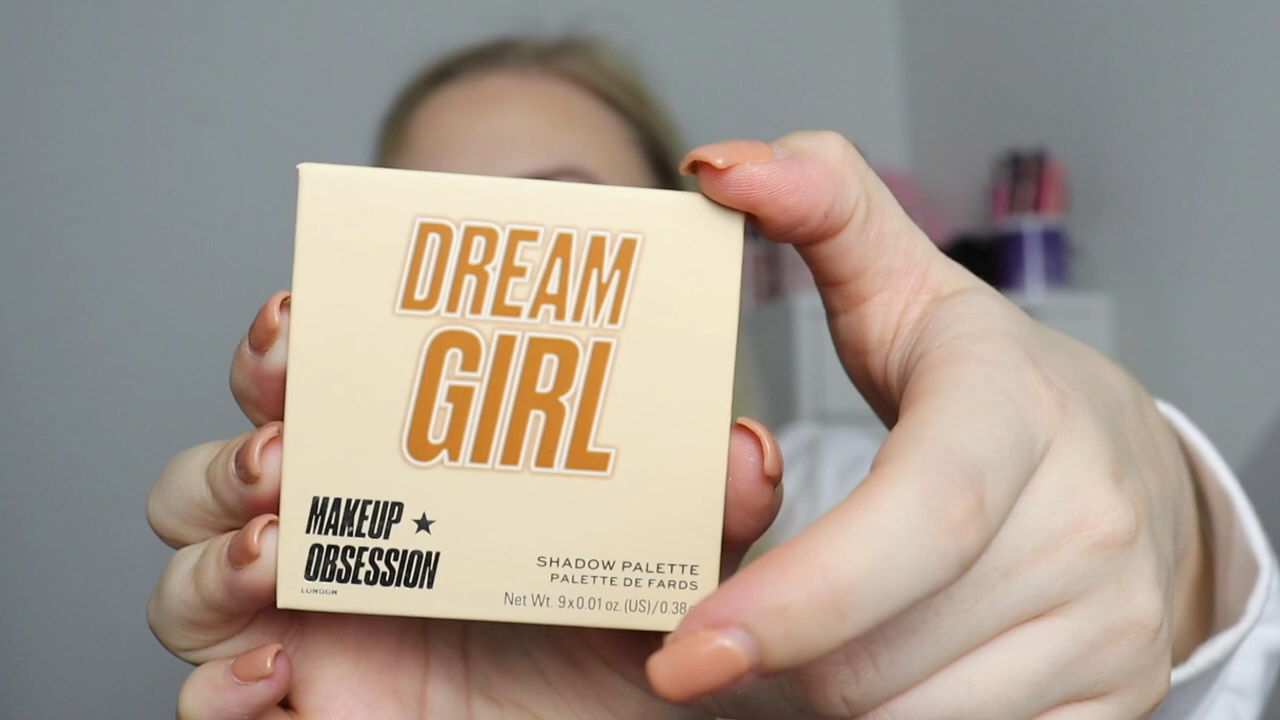 DREAM
GIRL
MAKEUP ★
OBSESSION
LONDON
SHADOW PALETTE
PALETTE DE FARDS
Net Wt. 9x0.01 oz. (US)/0.38